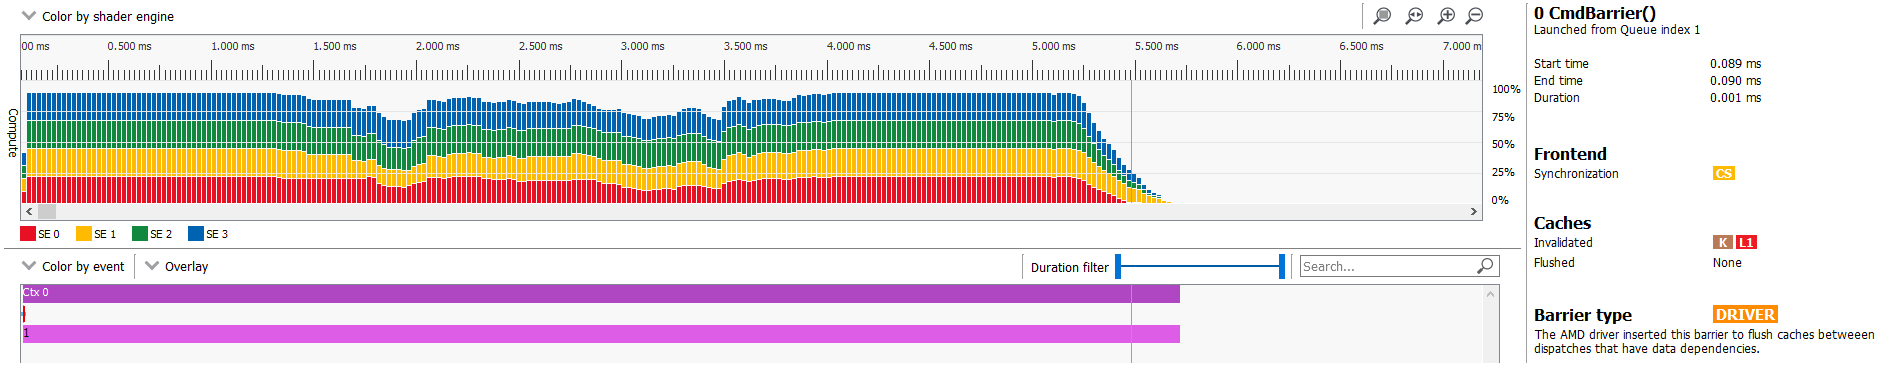 Color by shader engine
00 ms 0.500 ms 1.000 ms 1.500 ms 2.000 ms 2.500 ms 3.000 ms 3.500 ms 4.000 ms 4.500 ms 5.000 ms 5.500 ms 6.000 ms 6.500 ms 7.000 m
Compute
100%
75%
50%
25%
0%
SE 0 SE 1 SE 2 SE 3
Color by event Overlay Duration filter Search...
Ctx 0
1
0 CmdBarrier()
Launched from Queue index 1
Start time 0.089 ms
End time 0.090 ms
Duration 0.001 ms
Frontend
Synchronization CS
Caches
Invalidated K L1
Flushed None
Barrier type DRIVER
The AMD driver inserted this barrier to flush caches betweeen
dispatches that have data dependencies.